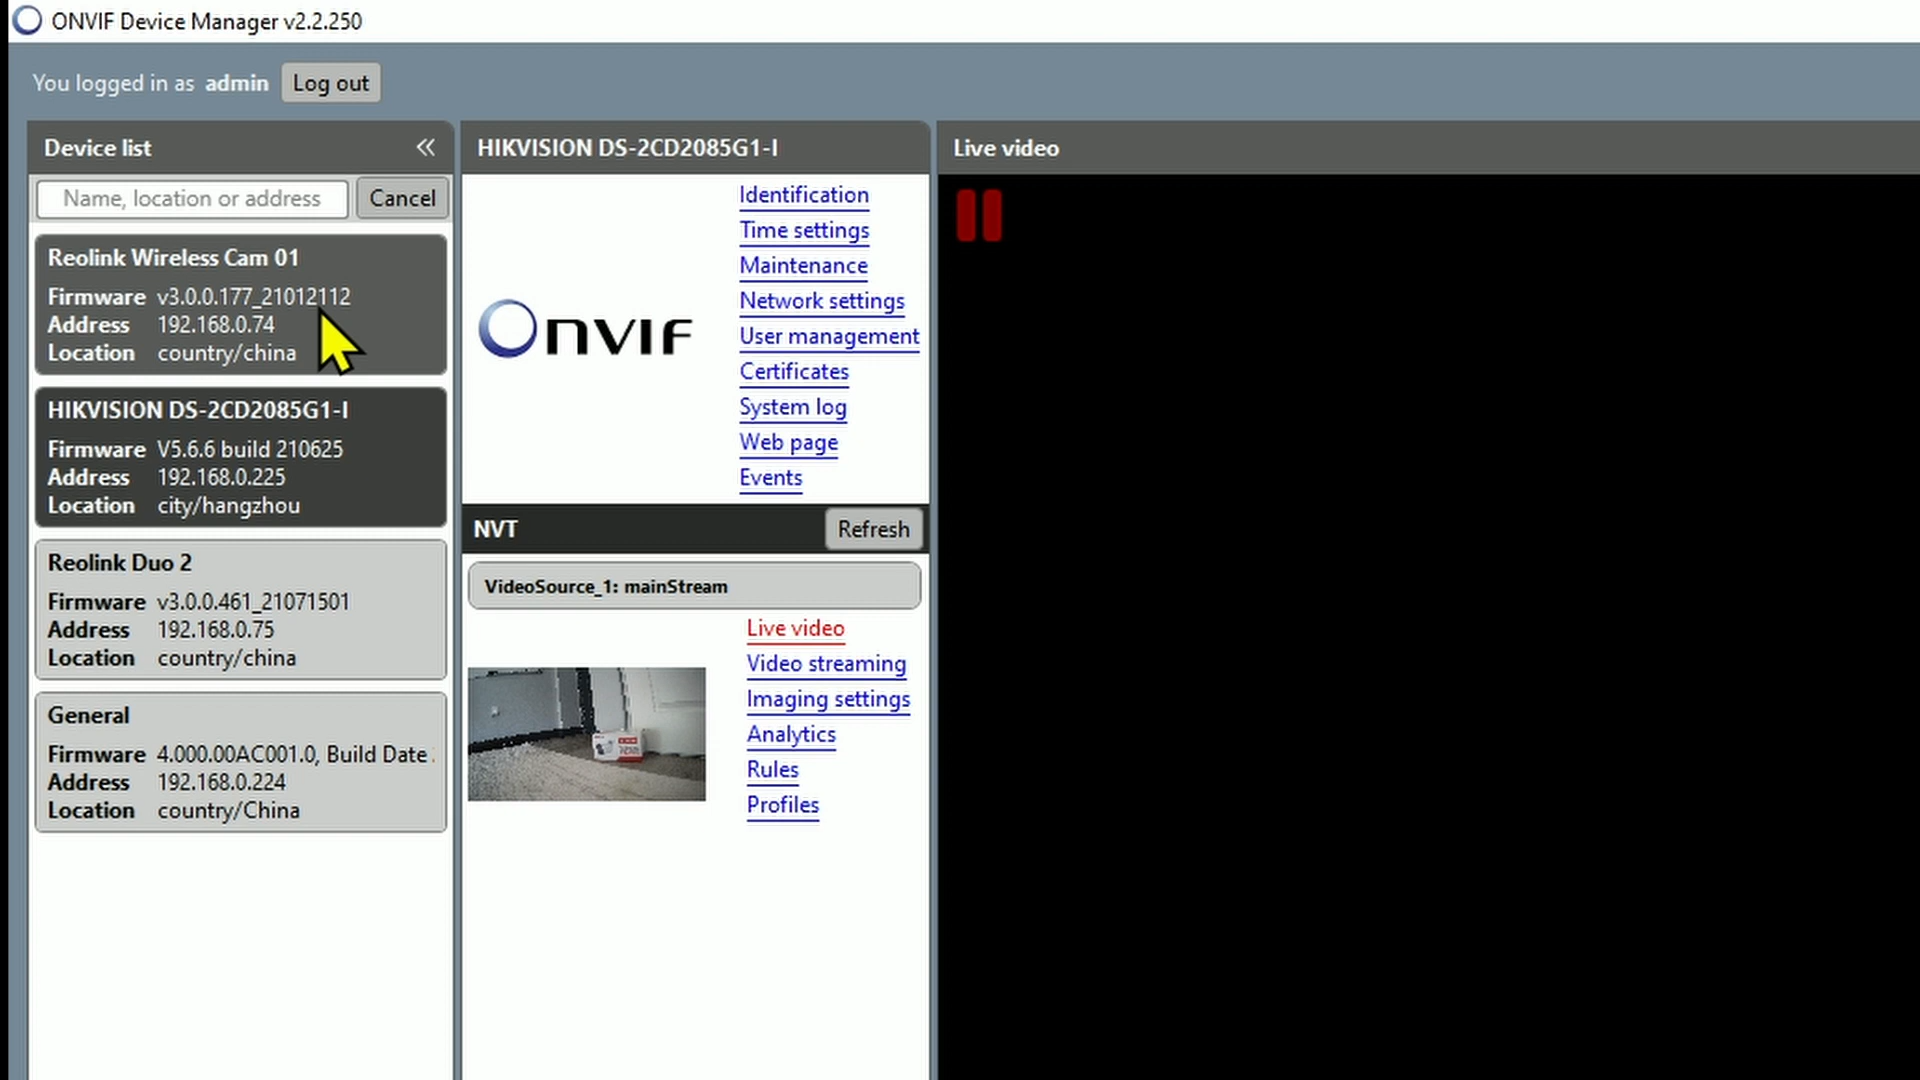 ONVIF Device Manager v2.2.250
You logged in as admin Log out
Device list
Name, location or address Cancel
Reolink Wireless Cam 01
Firmware v3.0.0.177_21012112
Address 192.168.0.74
Location country/china
HIKVISION DS-2CD2085G1-I
Firmware V5.6.6 build 210625
Address 192.168.0.225
Location city/hangzhou
Reolink Duo 2
Firmware v3.0.0.461_21071501
Address 192.168.0.75
Location country/china
General
Firmware 4.000.00AC001.0, Build Date
Address 192.168.0.224
Location country/China
HIKVISION DS-2CD2085G1-I
ONVIF
Identification
Time settings
Maintenance
Network settings
User management
Certificates
System log
Web page
Events
NVT Refresh
VideoSource_1: mainStream
Live video
Video streaming
Imaging settings
Analytics
Rules
Profiles
Live video